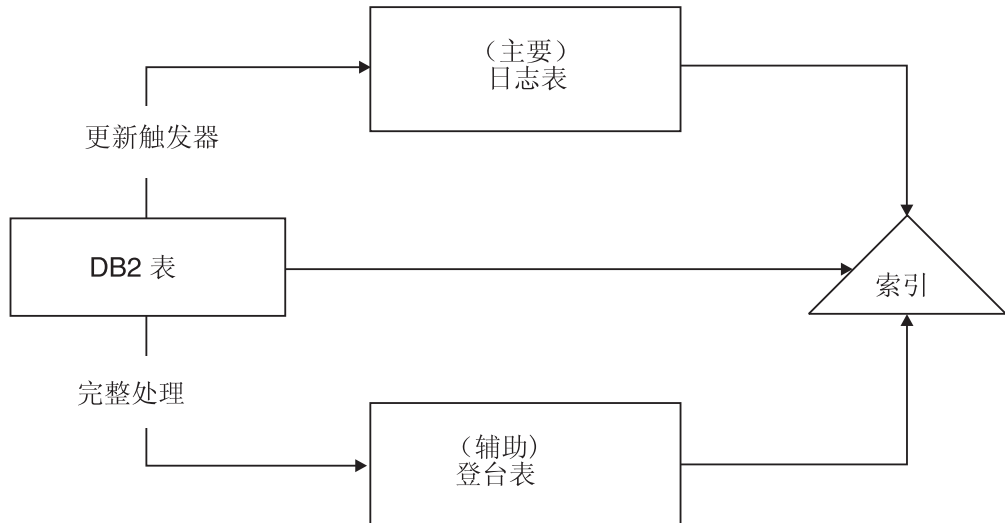 （主要）
日志表
更新触发器
DB2 表
索引
完整处理
（辅助）
登台表